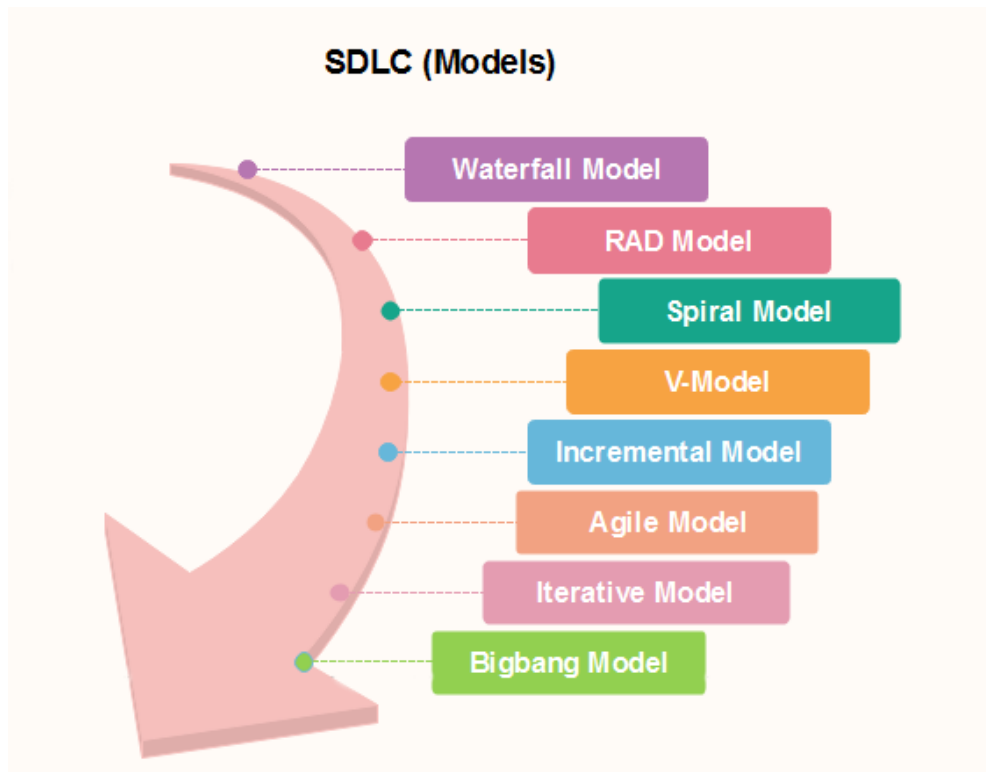 SDLC (Models)
Waterfall Model
RAD Model
Spiral Model
V-Model
Incremental Model
Agile Model
Iterative Model
Bigbang Model